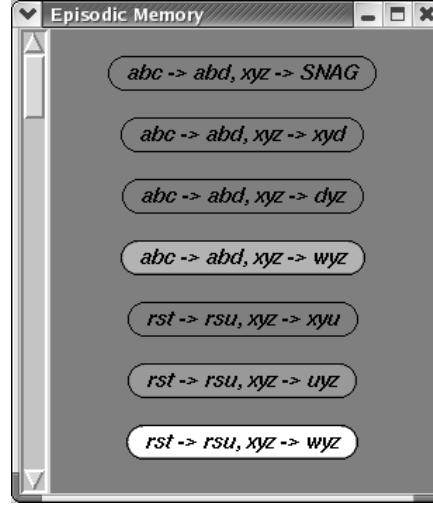 Episodic Memory
abc -> abd, xyz -> SNAG
abc -> abd, xyz -> xyd
abc -> abd, xyz -> dyz
abc -> abd, xyz -> wyz
rst -> rsu, xyz -> xyu
rst -> rsu, xyz -> uyz
rst -> rsu, xyz -> wyz